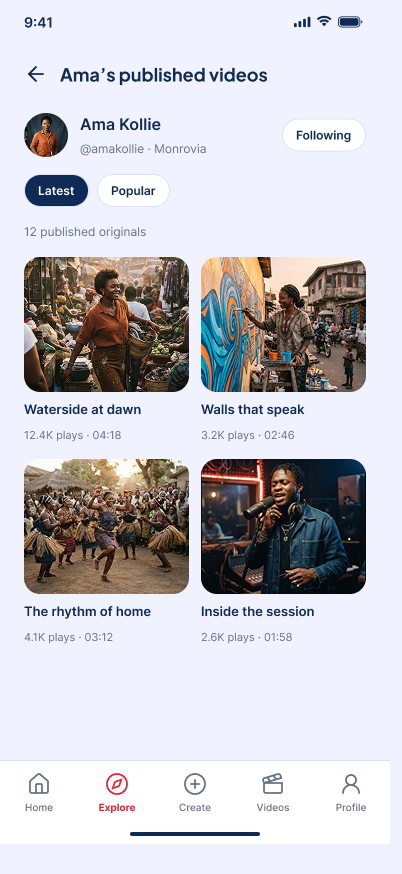 9:41
Ama’s published videos
Ama Kollie
@amakollie · Monrovia
Following
Latest
Popular
12 published originals
Waterside at dawn
12.4K plays · 04:18
Walls that speak
3.2K plays · 02:46
The rhythm of home
4.1K plays · 03:12
Inside the session
2.6K plays · 01:58
Home
Explore
Create
Videos
Profile